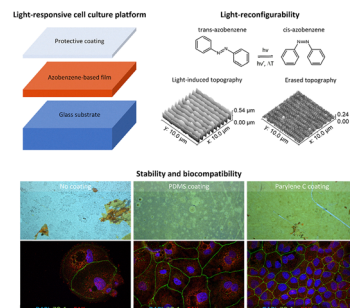 Light-responsive cell culture platform
Protective coating
Azobenzene-based film
Glass substrate
Light-reconfigurability
trans-azobenzene
cis-azobenzene
hν
hν', ΔT
Light-induced topography
Erased topography
0.54 µm
0.00 µm
y: 10.0 µm
x: 10.0 µm
0.24
0.00
y: 10.0 µm
x: 10.0 µm
Stability and biocompatibility
No coating
PDMS coating
Parylene C coating